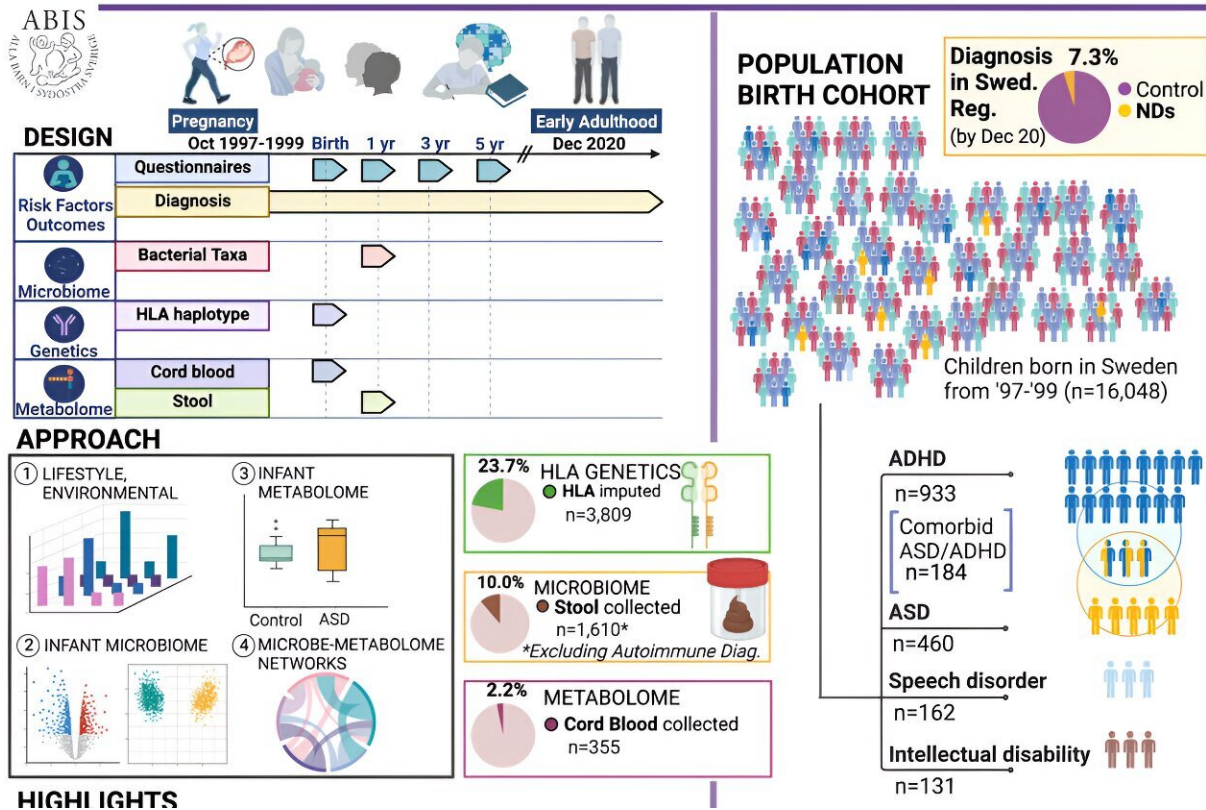 ABIS
ALLA BARN I SYDÖSTRA SVERIGE
DESIGN
Pregnancy
Early Adulthood
Oct 1997-1999
Birth
1 yr
3 yr
5 yr
Dec 2020
Risk Factors
Outcomes
Questionnaires
Diagnosis
Microbiome
Bacterial Taxa
Genetics
HLA haplotype
Metabolome
Cord blood
Stool
APPROACH
1 LIFESTYLE,
ENVIRONMENTAL
3 INFANT
METABOLOME
Control
ASD
2 INFANT MICROBIOME
4 MICROBE-METABOLOME
NETWORKS
23.7%
HLA GENETICS
HLA imputed
n=3,809
10.0%
MICROBIOME
Stool collected
n=1,610*
*Excluding Autoimmune Diag.
2.2%
METABOLOME
Cord Blood collected
n=355
POPULATION
BIRTH COHORT
Diagnosis
in Swed.
Reg.
(by Dec 20)
7.3%
Control
NDs
Children born in Sweden
from '97-'99 (n=16,048)
ADHD
n=933
Comorbid
ASD/ADHD
n=184
ASD
n=460
Speech disorder
n=162
Intellectual disability
n=131
HIGHLIGHTS